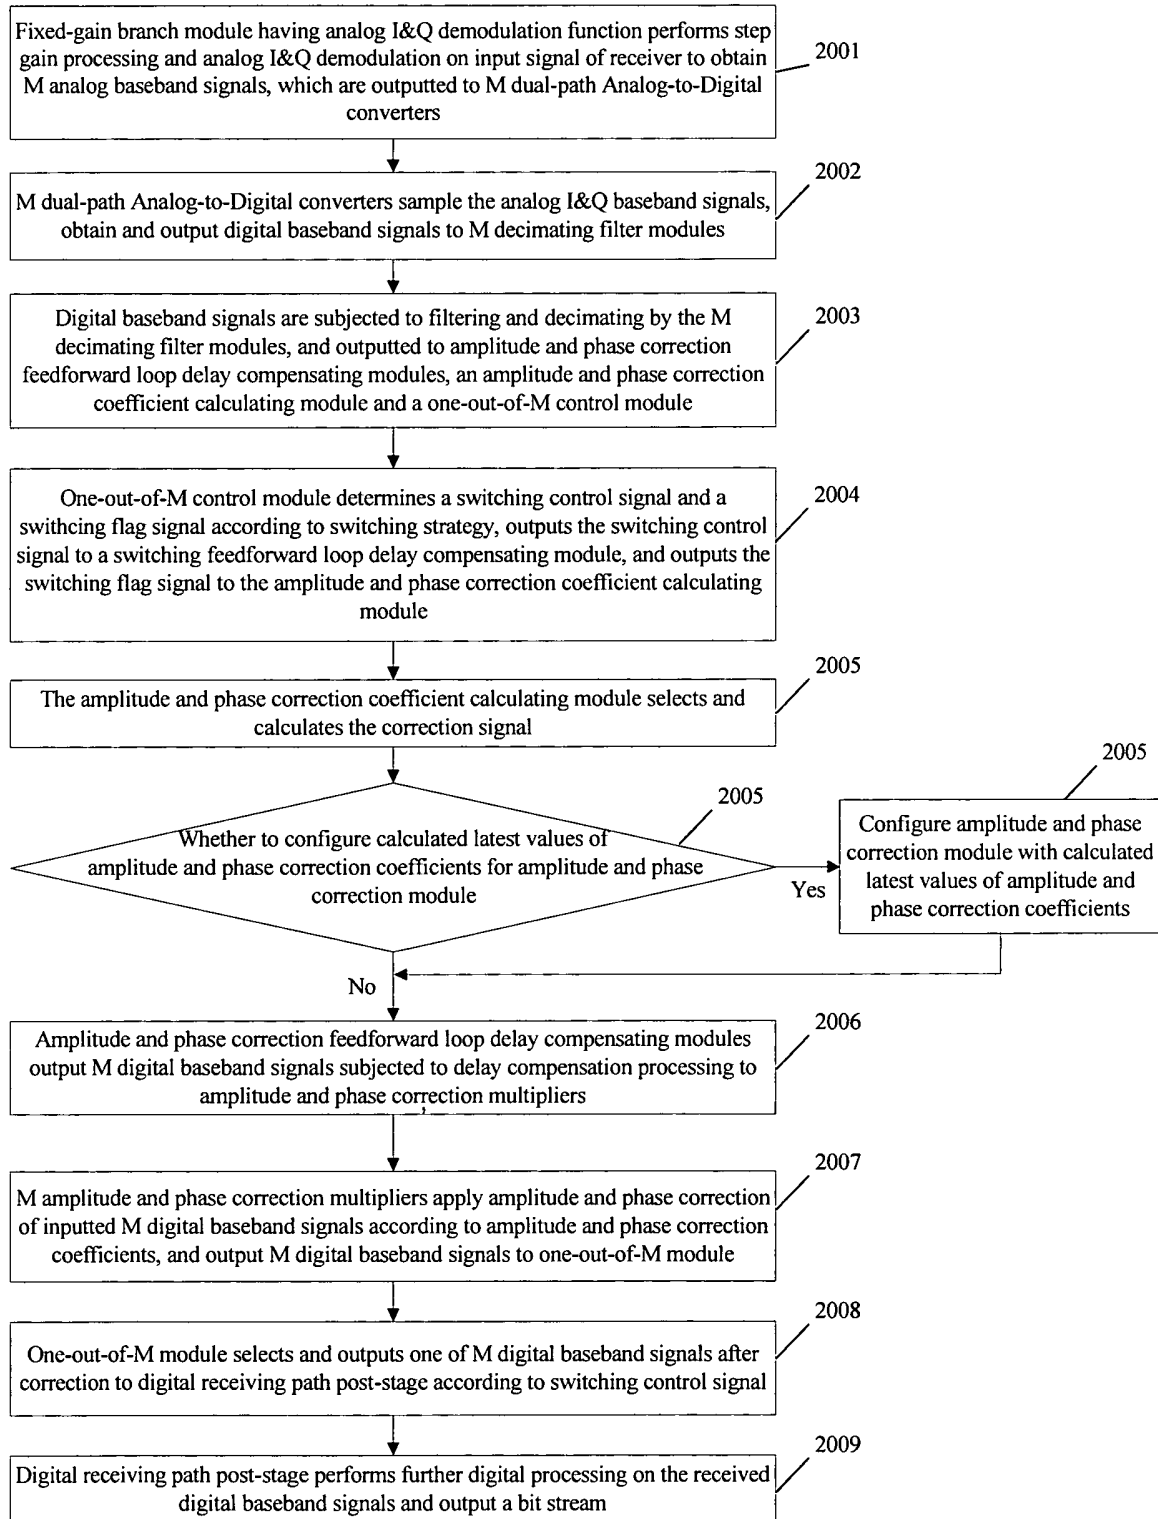 Fixed-gain branch module having analog I&Q demodulation function performs step
gain processing and analog I&Q demodulation on input signal of receiver to obtain
M analog baseband signals, which are outputted to M dual-path Analog-to-Digital
converters
2001
M dual-path Analog-to-Digital converters sample the analog I&Q baseband signals,
obtain and output digital baseband signals to M decimating filter modules
2002
Digital baseband signals are subjected to filtering and decimating by the M
decimating filter modules, and outputted to amplitude and phase correction
feedforward loop delay compensating modules, an amplitude and phase correction
coefficient calculating module and a one-out-of-M control module
2003
One-out-of-M control module determines a switching control signal and a
swithcing flag signal according to switching strategy, outputs the switching control
signal to a switching feedforward loop delay compensating module, and outputs the
switching flag signal to the amplitude and phase correction coefficient calculating
module
2004
The amplitude and phase correction coefficient calculating module selects and
calculates the correction signal
2005
Whether to configure calculated latest values of
amplitude and phase correction coefficients for amplitude and phase
correction module
2005
Yes
Configure amplitude and phase
correction module with calculated
latest values of amplitude and
phase correction coefficients
2005
No
Amplitude and phase correction feedforward loop delay compensating modules
output M digital baseband signals subjected to delay compensation processing to
amplitude and phase correction multipliers
2006
M amplitude and phase correction multipliers apply amplitude and phase correction
of inputted M digital baseband signals according to amplitude and phase correction
coefficients, and output M digital baseband signals to one-out-of-M module
2007
One-out-of-M module selects and outputs one of M digital baseband signals after
correction to digital receiving path post-stage according to switching control signal
2008
Digital receiving path post-stage performs further digital processing on the received
digital baseband signals and output a bit stream
2009